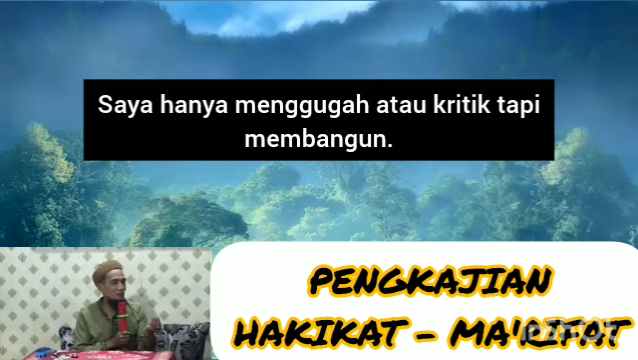 Saya hanya menggugah atau kritik tapi
membangun.
PENGKAJIAN
HAKIKAT - MA'RIFAT